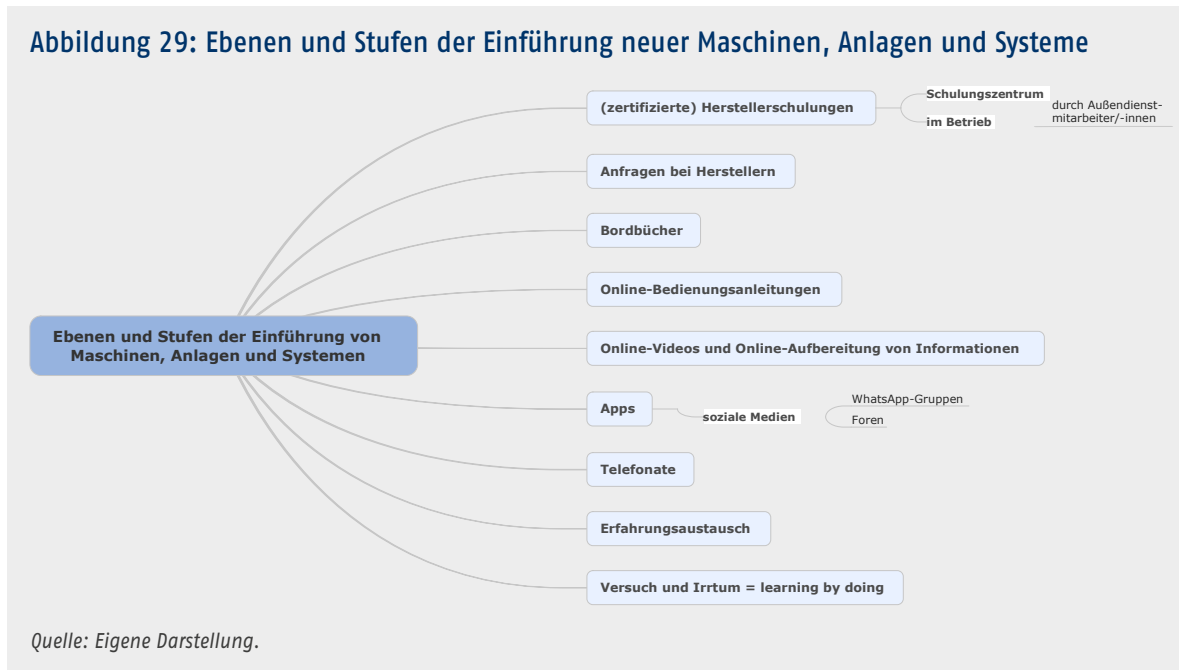 Abbildung 29: Ebenen und Stufen der Einführung neuer Maschinen, Anlagen und Systeme
Ebenen und Stufen der Einführung von
Maschinen, Anlagen und Systemen
(zertifizierte) Herstellerschulungen
Schulungszentrum
im Betrieb
durch Außendienst-
mitarbeiter/-innen
Anfragen bei Herstellern
Bordbücher
Online-Bedienungsanleitungen
Online-Videos und Online-Aufbereitung von Informationen
Apps
soziale Medien
WhatsApp-Gruppen
Foren
Telefonate
Erfahrungsaustausch
Versuch und Irrtum = learning by doing
Quelle: Eigene Darstellung.